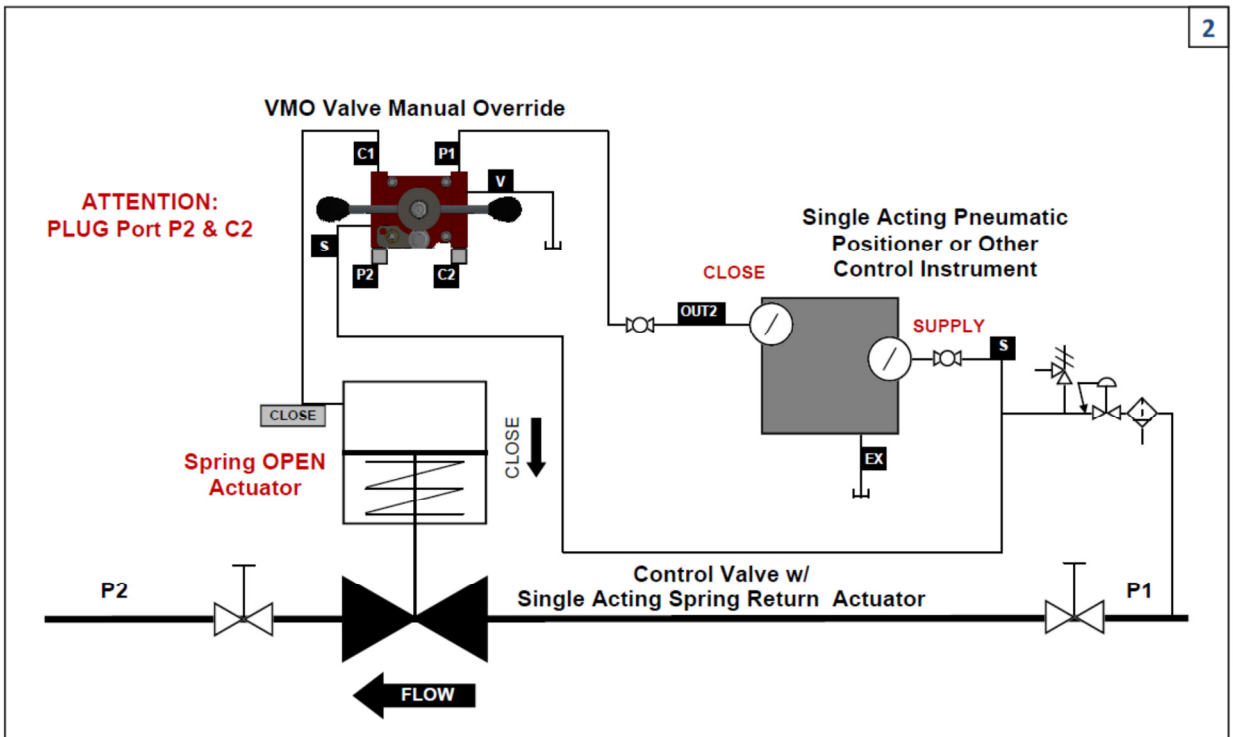 2
VMO Valve Manual Override
C1
P1
V
ATTENTION:
PLUG Port P2 & C2
S
P2
C2
Single Acting Pneumatic
Positioner or Other
Control Instrument
CLOSE
OUT2
SUPPLY
S
CLOSE
CLOSE
Spring OPEN
Actuator
EX
P2
Control Valve w/
Single Acting Spring Return Actuator
P1
FLOW